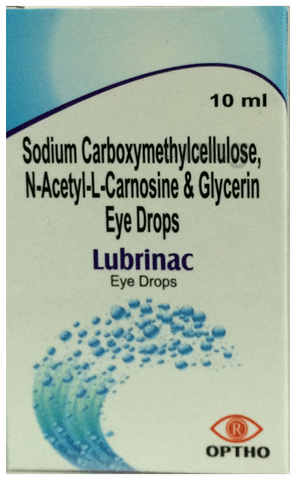 10 ml
Sodium Carboxymethylcellulose,
N-Acetyl-L-Carnosine & Glycerin
Eye Drops
Lubrinac
Eye Drops
R
OPTHO